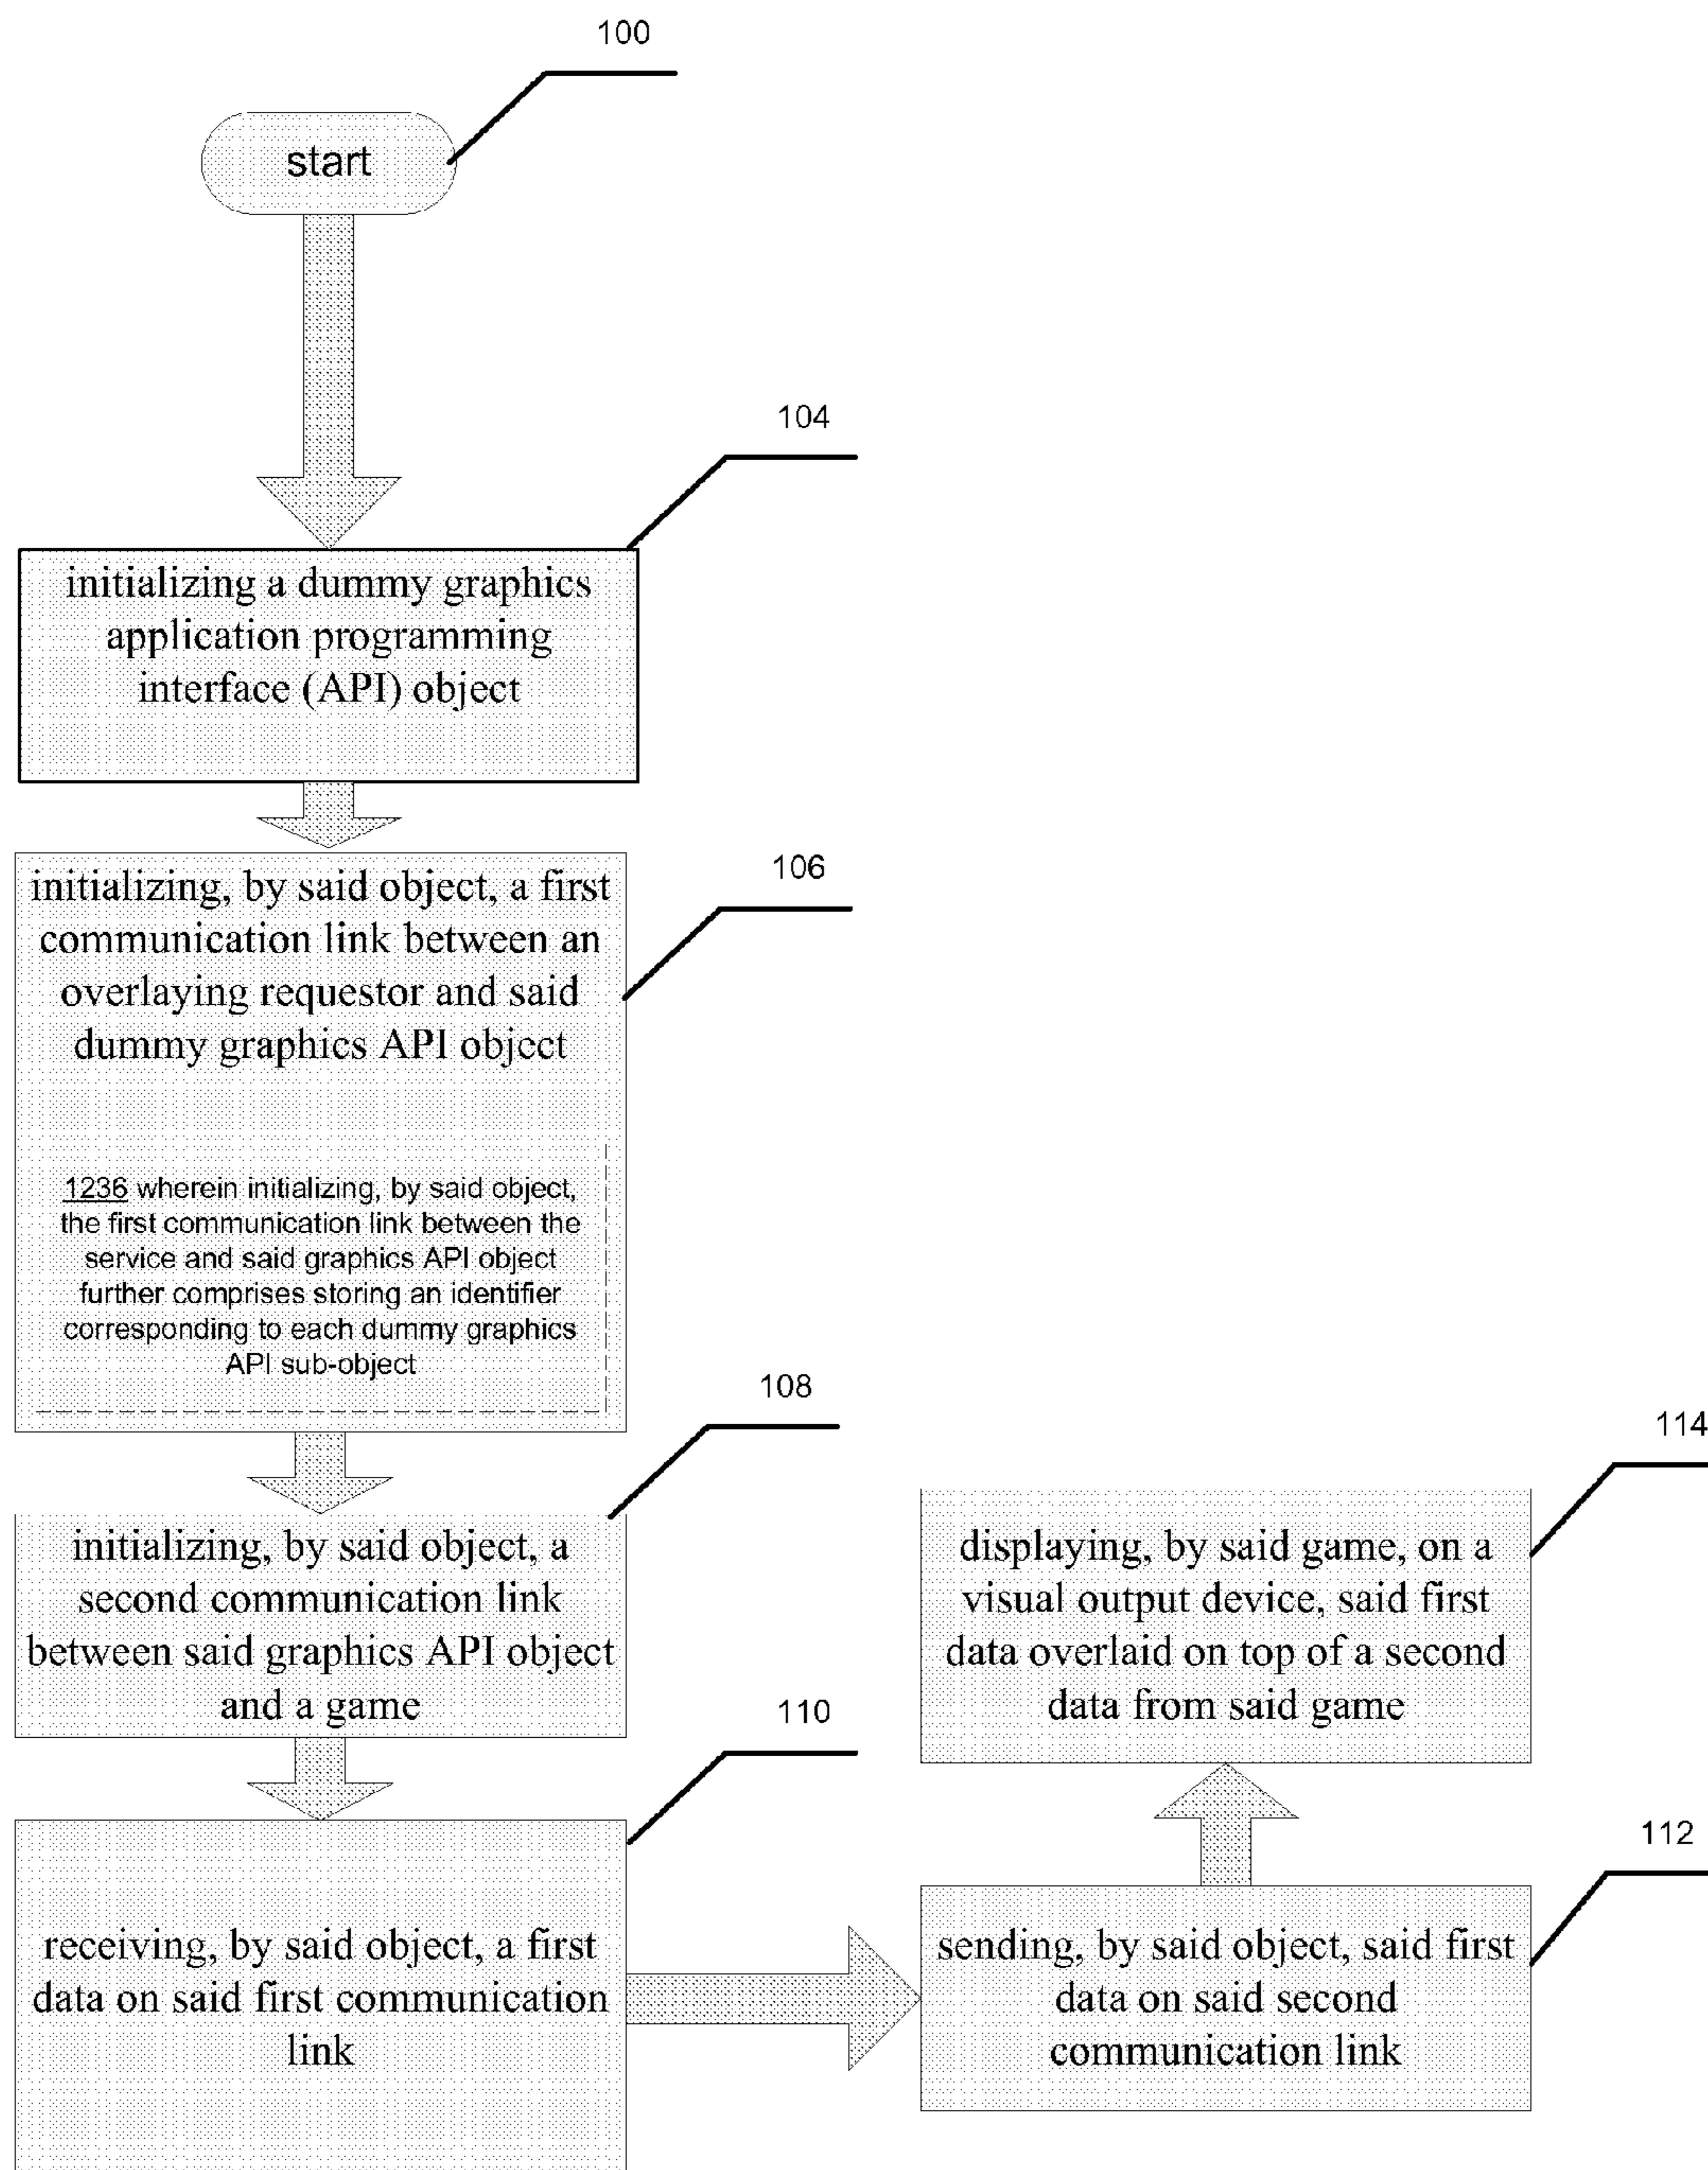 100
start
104
initializing a dummy graphics
application programming
interface (API) object
106
initializing, by said object, a first
communication link between an
overlaying requestor and said
dummy graphics API object
1236 wherein initializing, by said object,
the first communication link between the
service and said graphics API object
further comprises storing an identifier
corresponding to each dummy graphics
API sub-object
108
initializing, by said object, a
second communication link
between said graphics API object
and a game
110
receiving, by said object, a first
data on said first communication
link
112
sending, by said object, said first
data on said second
communication link
114
displaying, by said game, on a
visual output device, said first
data overlaid on top of a second
data from said game